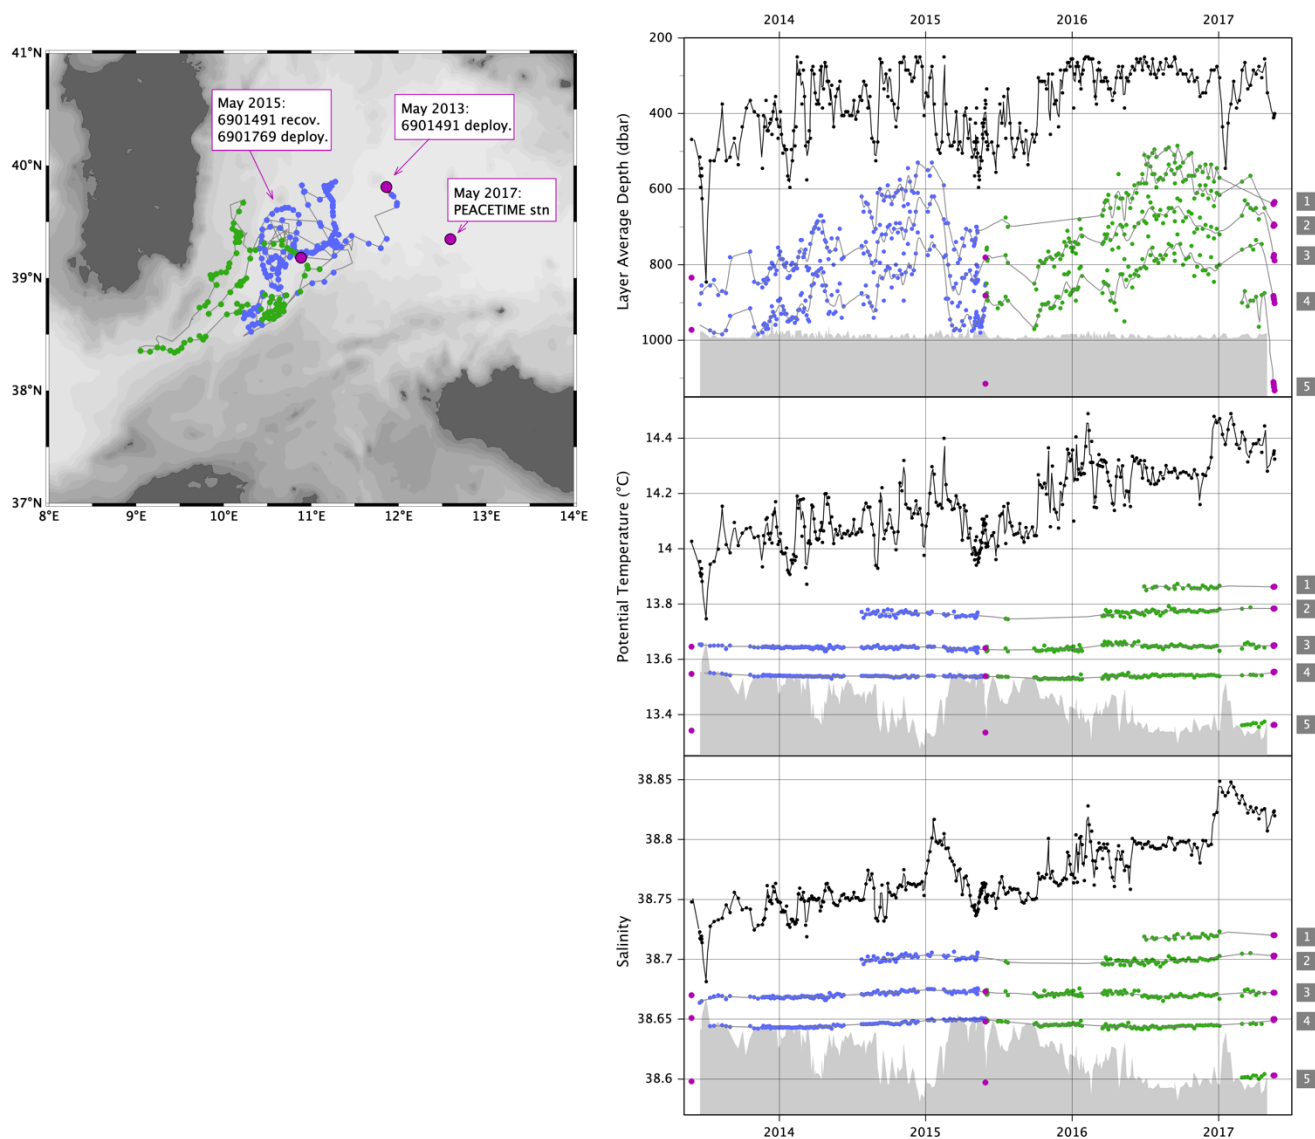 41°N
40°N
39°N
38°N
37°N
8°E
9°E
10°E
11°E
12°E
13°E
14°E
May 2015:
6901491 recov.
6901769 deploy.
May 2013:
6901491 deploy.
May 2017:
PEACETIME stn
2014
2015
2016
2017
Layer Average Depth (dbar)
200
400
600
800
1000
1
2
3
4
5
Potential Temperature (°C)
14.4
14.2
14
13.8
13.6
13.4
1
2
3
4
5
Salinity
38.85
38.8
38.75
38.7
38.65
38.6
1
2
3
4
5
2014
2015
2016
2017